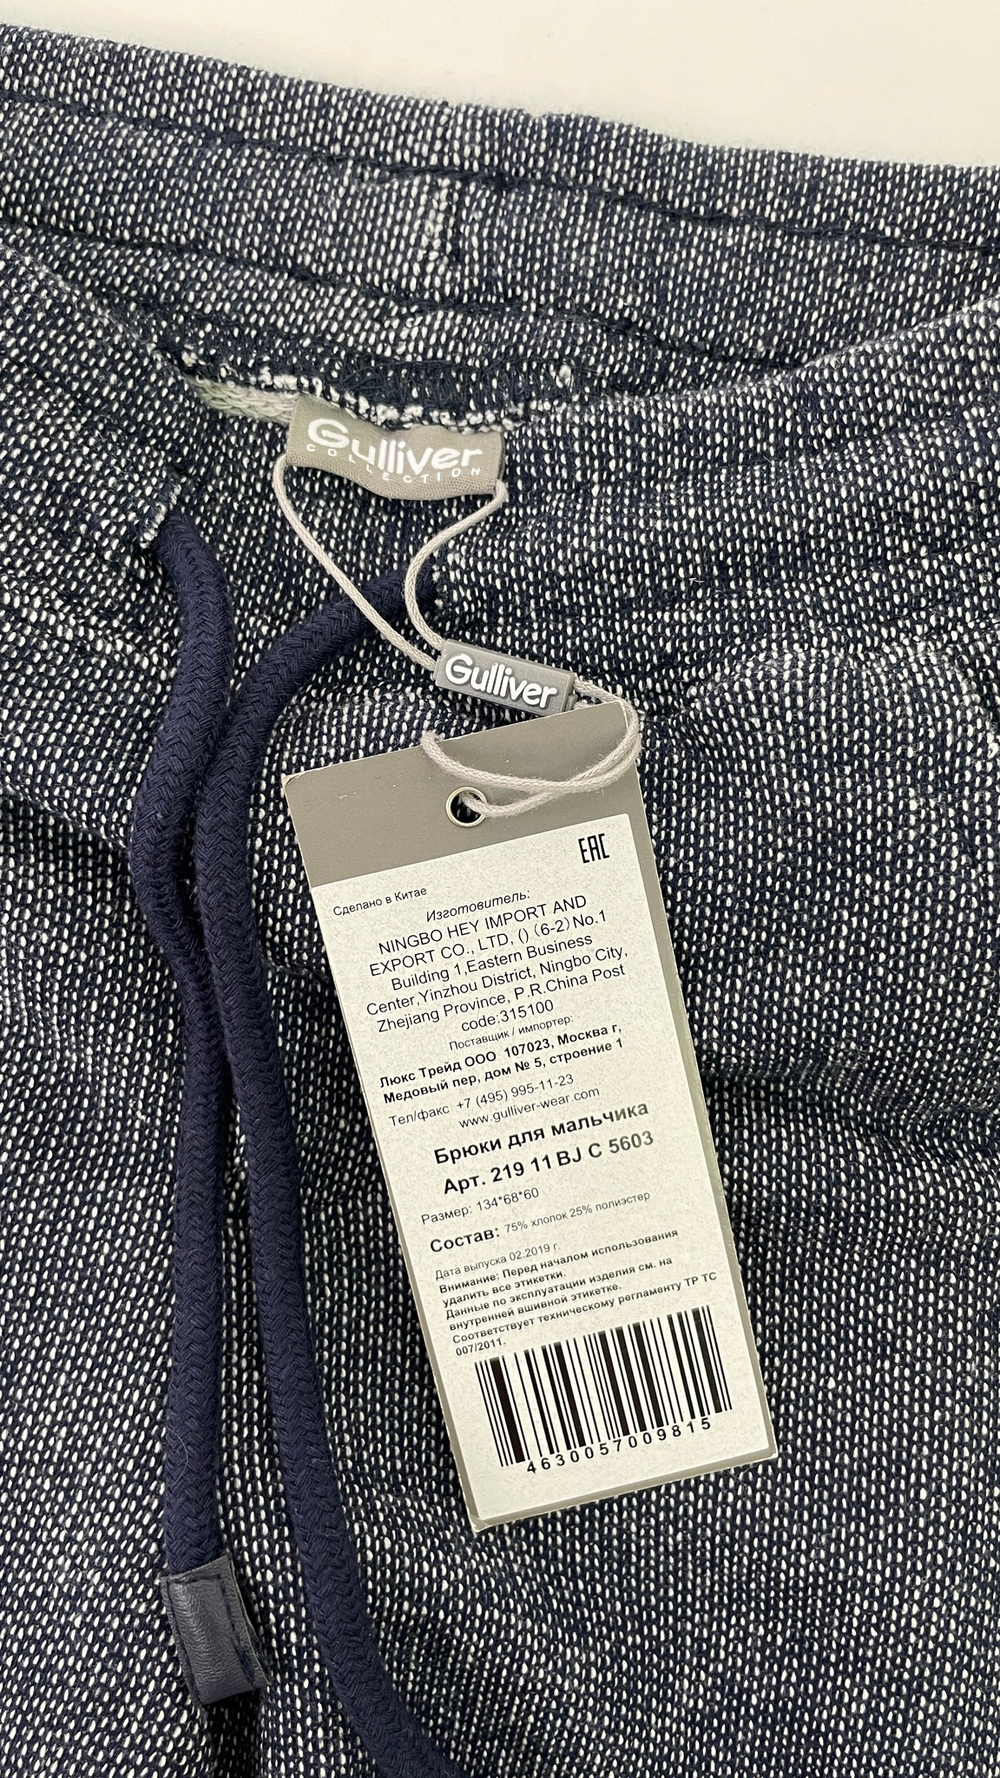 Gulliver
COLLECTION
Gulliver
EAC
Сделано в Китае
Изготовитель:
NINGBO HEY IMPORT AND
EXPORT CO., LTD, () (6-2) No.1
Building 1,Eastern Business
Center,Yinzhou District, Ningbo City,
Zhejiang Province, P.R.China Post
code:315100
Поставщик / импортер:
Люкс Трейд ООО 107023, Москва г,
Медовый пер, дом № 5, строение 1
Тел/факс +7 (495) 995-11-23
www.gulliver-wear.com
Брюки для мальчика
Арт. 219 11 BJ C 5603
Размер: 134*68*60
Состав: 75% хлопок 25% полиэстер
Дата выпуска 02.2019 г.
Внимание: Перед началом использования
удалить все этикетки.
Данные по эксплуатации изделия см. на
внутренней вшивной этикетке.
Соответствует техническому регламенту ТР ТС
007/2011.
4630057009815